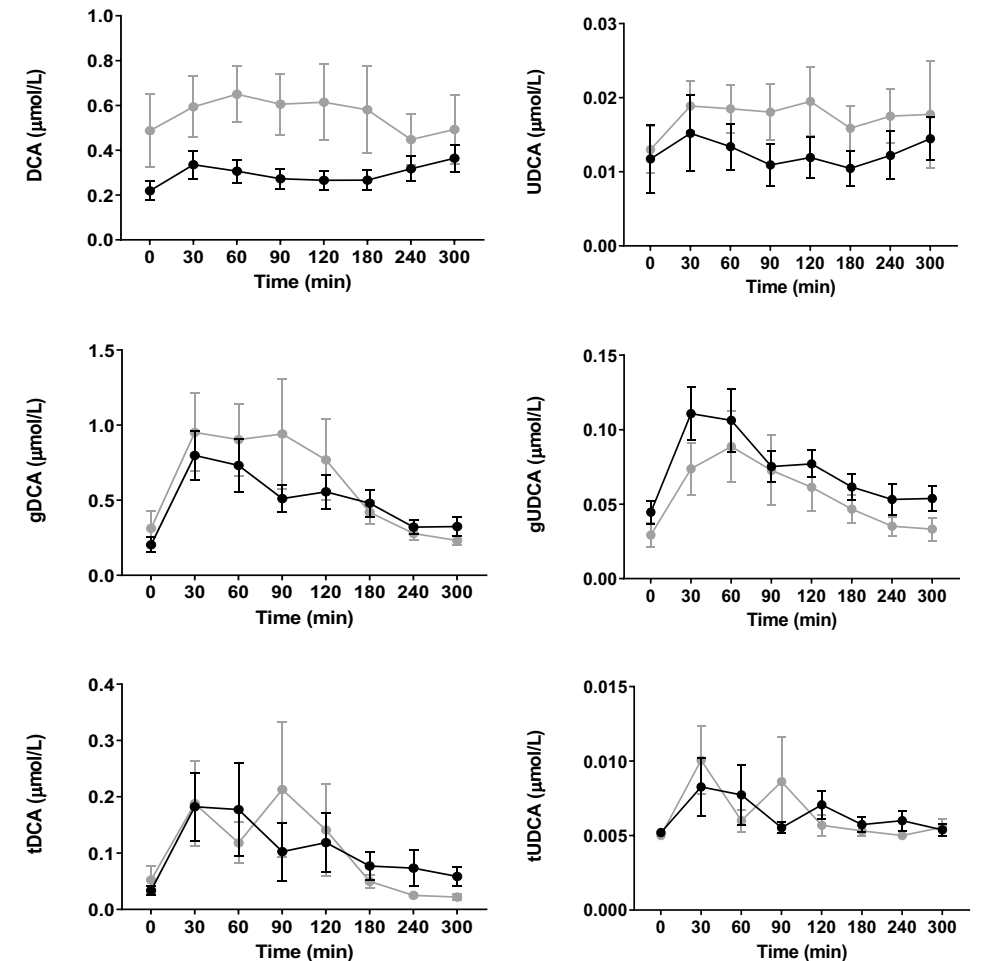 DCA (µmol/L)
1.0
0.8
0.6
0.4
0.2
0.0
0 30 60 90 120 180 240 300
Time (min)
UDCA (µmol/L)
0.03
0.02
0.01
0.00
0 30 60 90 120 180 240 300
Time (min)
gDCA (µmol/L)
1.5
1.0
0.5
0.0
0 30 60 90 120 180 240 300
Time (min)
gUDCA (µmol/L)
0.15
0.10
0.05
0.00
0 30 60 90 120 180 240 300
Time (min)
tDCA (µmol/L)
0.4
0.3
0.2
0.1
0.0
0 30 60 90 120 180 240 300
Time (min)
tUDCA (µmol/L)
0.015
0.010
0.005
0.000
0 30 60 90 120 180 240 300
Time (min)